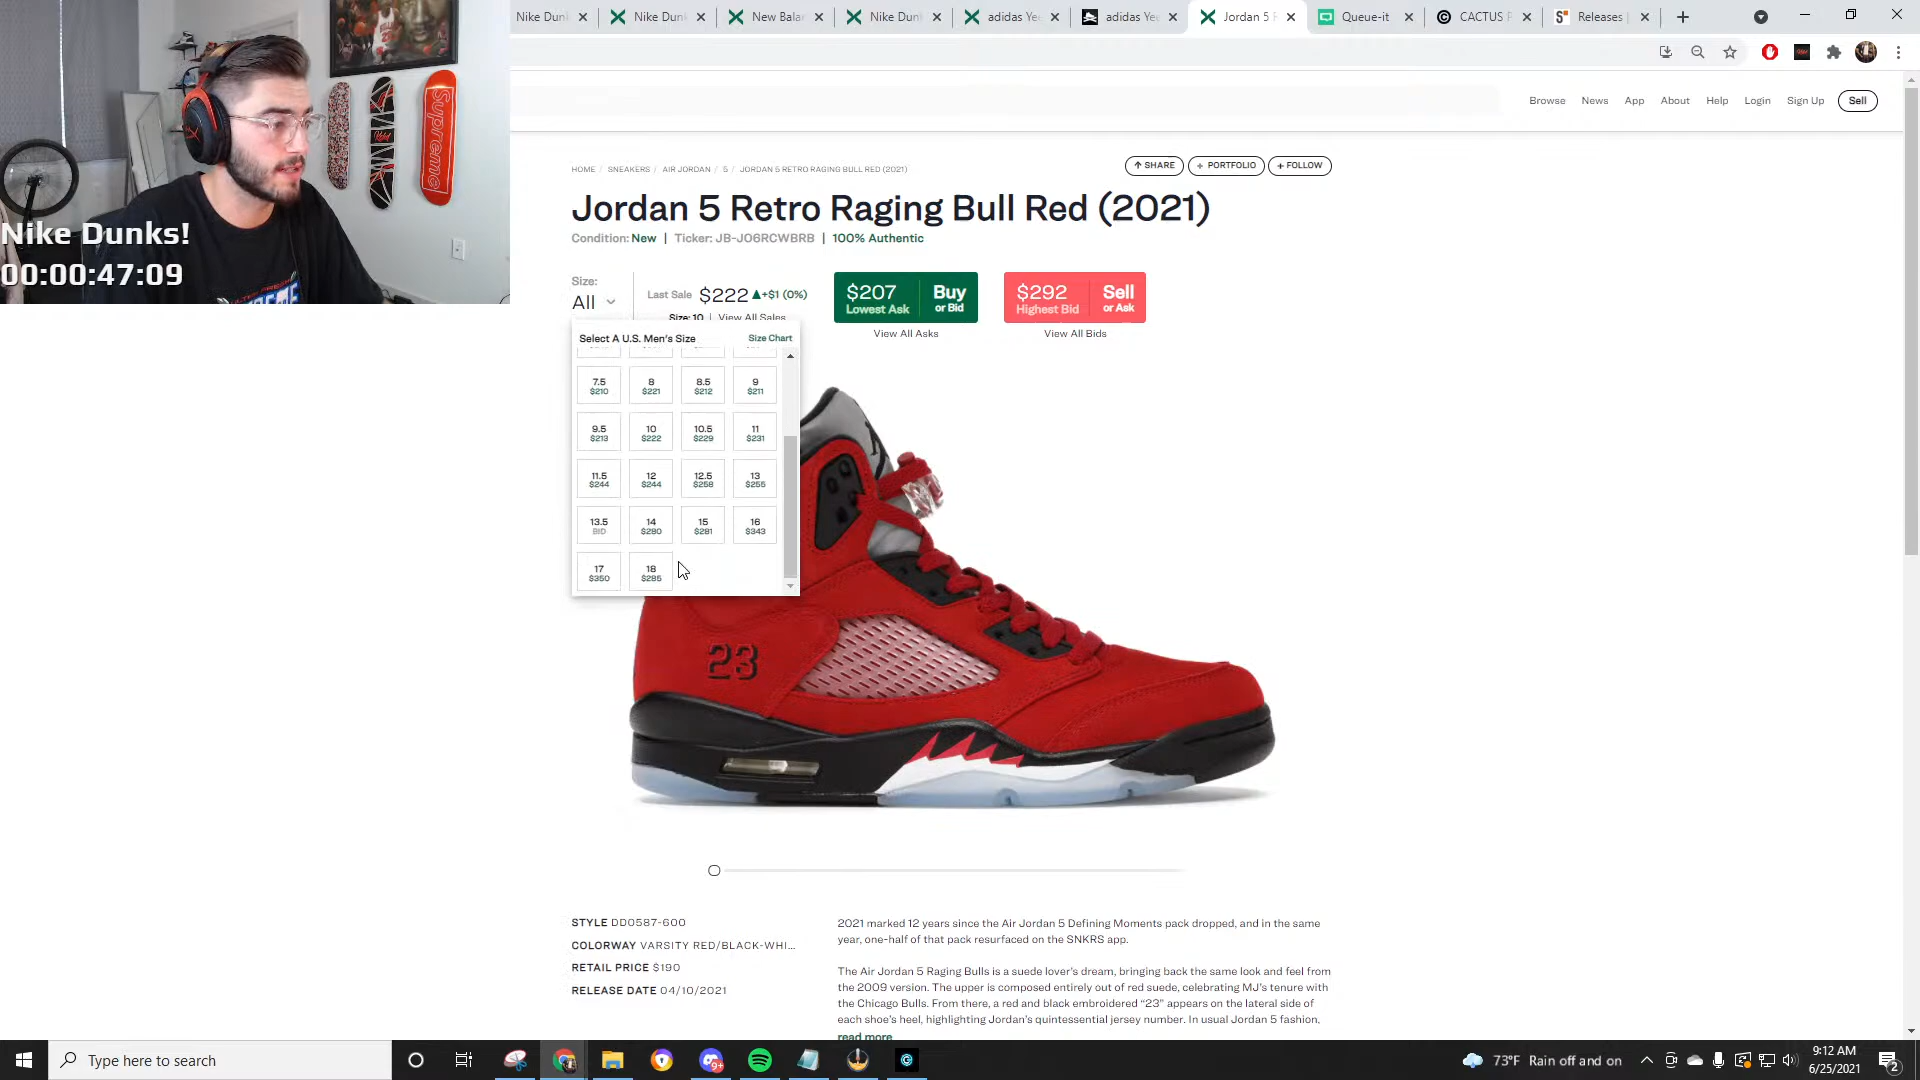 Nike Dun
Nike Dun
New Bala
Nike Dun
adidas Yee
adidas Yee
Jordan 5 R
Queue-it
CACTUS P
Releases
Browse
News
App
About
Help
Login
Sign Up
Sell
HOME / SNEAKERS / AIR JORDAN / 5 / JORDAN 5 RETRO RAGING BULL RED (2021)
SHARE
+ PORTFOLIO
+ FOLLOW
Jordan 5 Retro Raging Bull Red (2021)
Condition: New | Ticker: JB-JO6RCWBRB | 100% Authentic
Nike Dunks!
00:00:47:09
Supreme
Size:
All
Last Sale $222 ▲+$1 (0%)
Size: 10 | View All Sales
$207 Buy
Lowest Ask or Bid
View All Asks
$292 Sell
Highest Bid or Ask
View All Bids
Select A U.S. Men's Size Size Chart
7.5 8 8.5 9
$210 $221 $212 $211
9.5 10 10.5 11
$213 $222 $229 $231
11.5 12 12.5 13
$244 $244 $258 $255
13.5 14 15 16
BID $280 $281 $343
17 18
$350 $285
23
STYLE DD0587-600
COLORWAY VARSITY RED/BLACK-WHI...
RETAIL PRICE $190
RELEASE DATE 04/10/2021
2021 marked 12 years since the Air Jordan 5 Defining Moments pack dropped, and in the same
year, one-half of that pack resurfaced on the SNKRS app.
The Air Jordan 5 Raging Bulls is a suede lover's dream, bringing back the same look and feel from
the 2009 version. The upper is composed entirely out of red suede, celebrating MJ's tenure with
the Chicago Bulls. From there, a red and black embroidered "23" appears on the lateral side of
each shoe's heel, highlighting Jordan's quintessential jersey number. In usual Jordan 5 fashion,
read more
Type here to search
9+
73°F Rain off and on
9:12 AM
6/25/2021
2